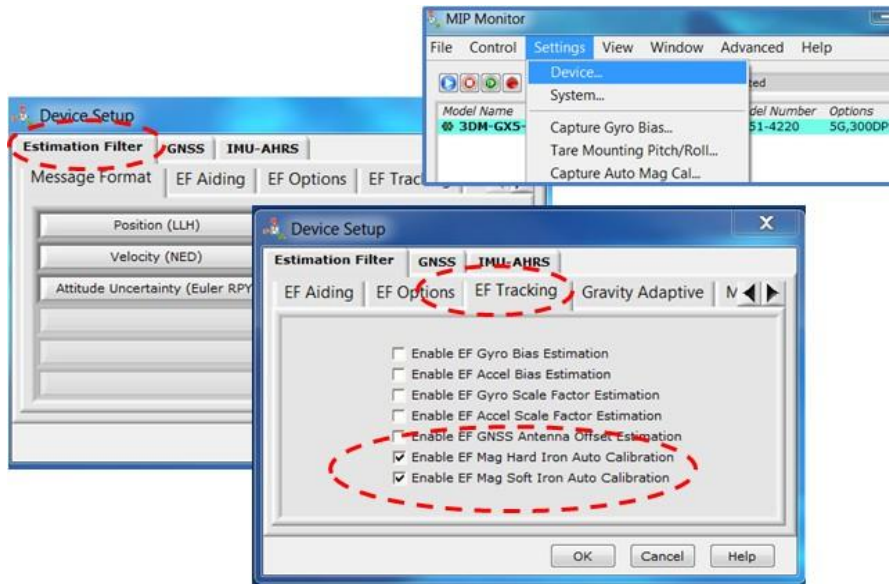 MIP Monitor
File Control Settings View Window Advanced Help
Device...
System...
Capture Gyro Bias...
Tare Mounting Pitch/Roll...
Capture Auto Mag Cal...
Model Name Number Options
3DM-GX5- 51-4220
Device Setup
Estimation Filter GNSS IMU-AHRS
Message Format EF Aiding EF Options
Position (LLH)
Velocity (NED)
Attitude Uncertainty (Euler RPY
Device Setup
X
Estimation Filter GNSS IMU-AHRS
EF Aiding EF Options EF Tracking Gravity Adaptive
Enable EF Gyro Bias Estimation
Enable EF Accel Bias Estimation
Enable EF Gyro Scale Factor Estimation
Enable EF Accel Scale Factor Estimation
Enable EF GNSS Antenna Offset Estimation
Enable EF Mag Hard Iron Auto Calibration
Enable EF Mag Soft Iron Auto Calibration
OK Cancel Help